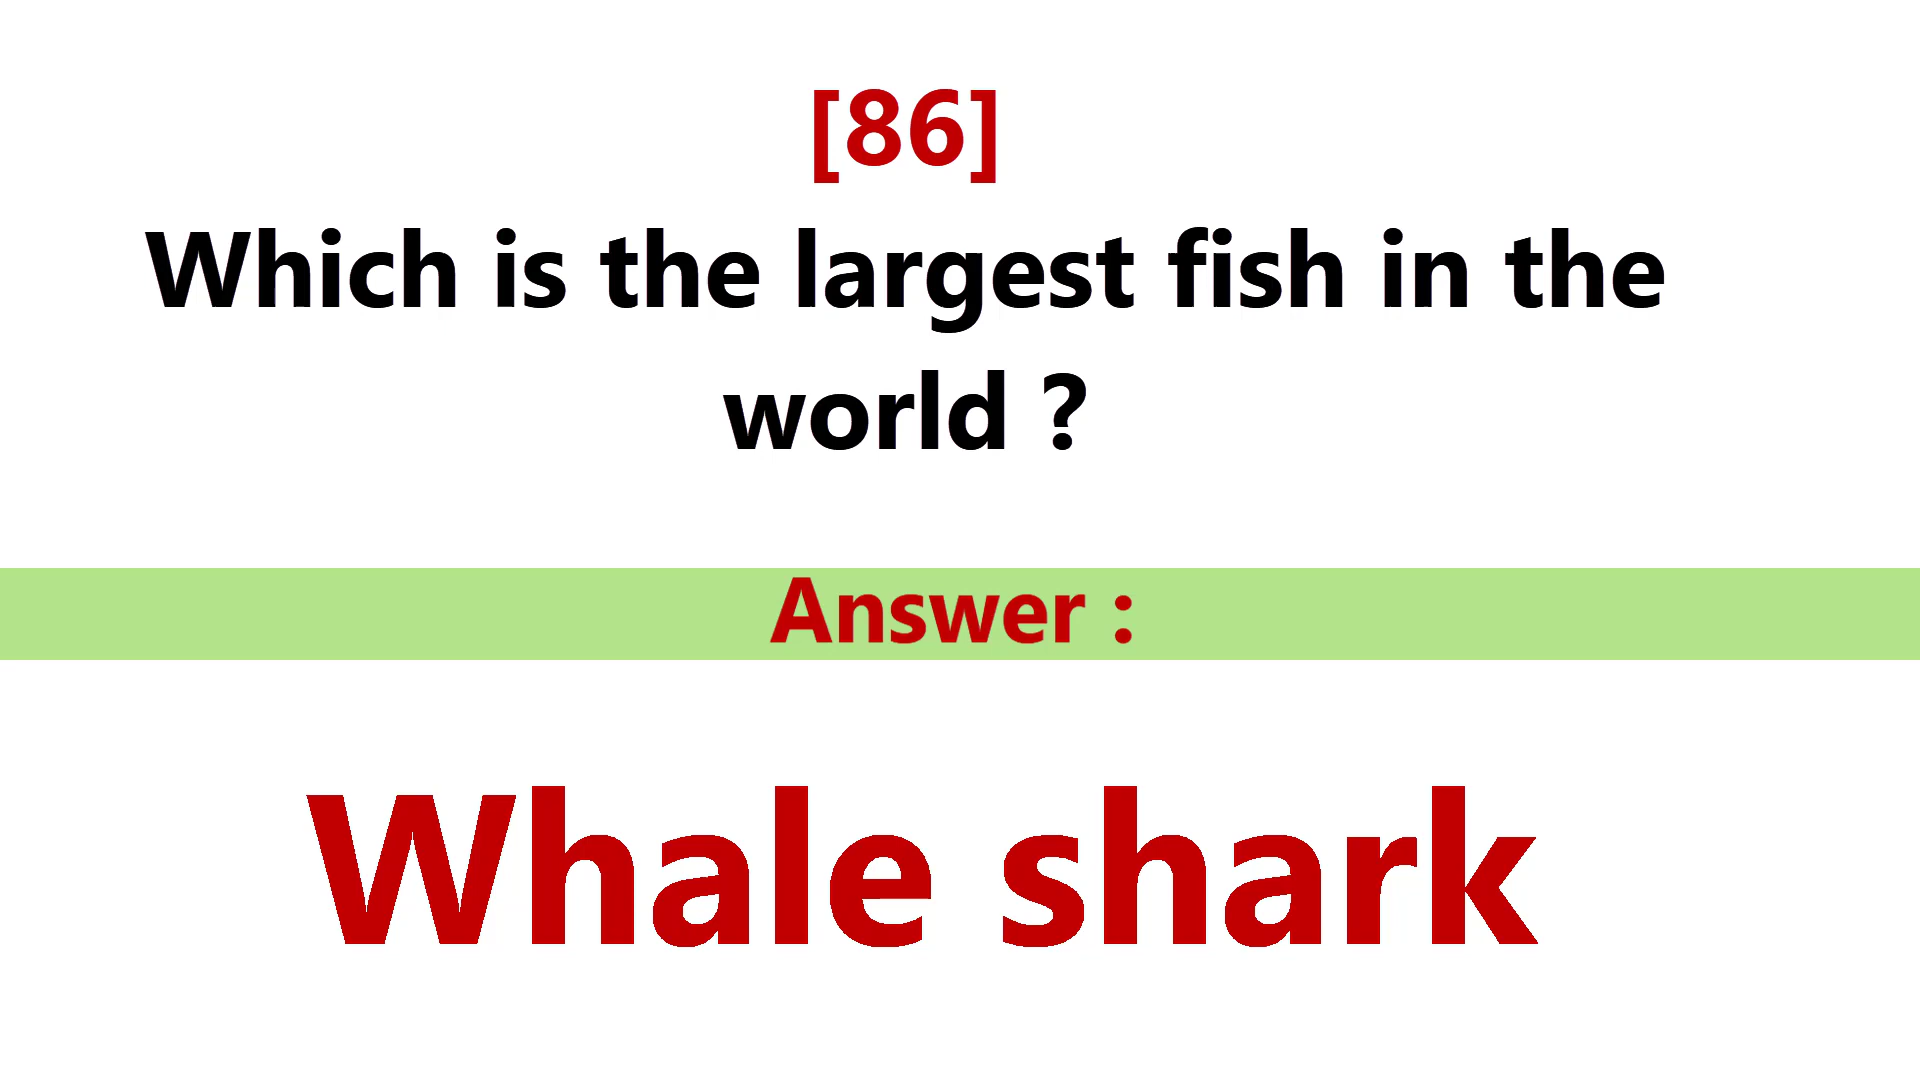 [86]
Which is the largest fish in the
world ?
Answer :
Whale shark